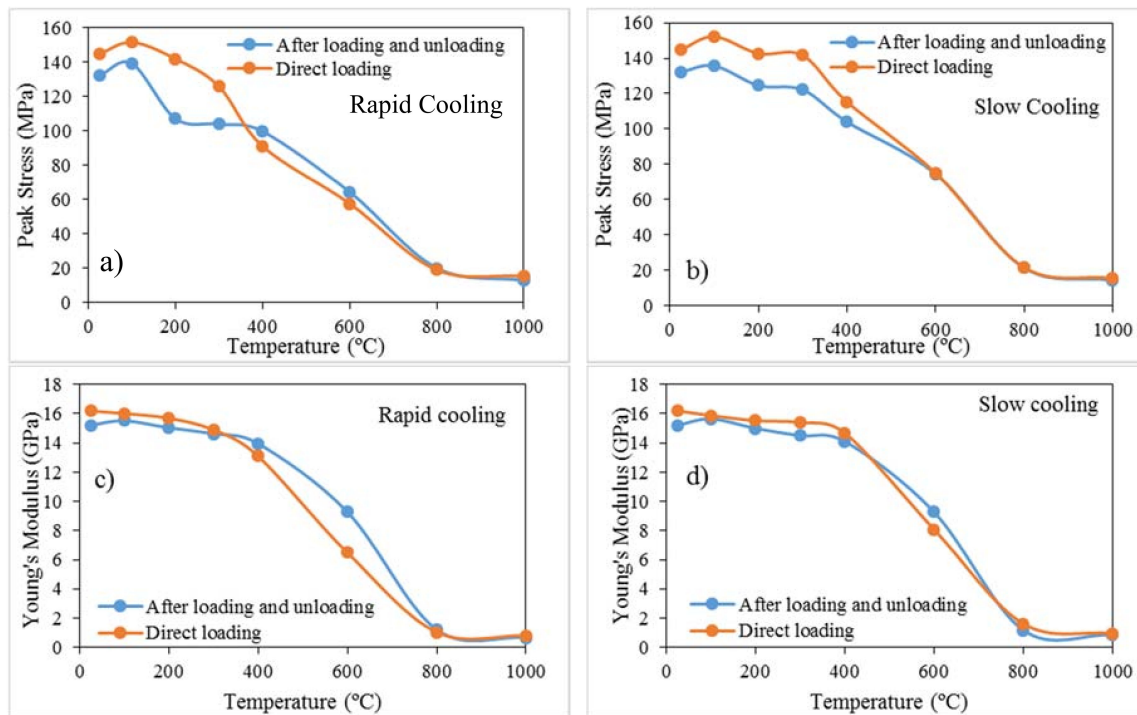 160
140
120
100
80
60
40
20
0
Peak Stress (MPa)
After loading and unloading
Direct loading
Rapid Cooling
a)
0 200 400 600 800 1000
Temperature (ºC)
160
140
120
100
80
60
40
20
0
Peak Stress (MPa)
After loading and unloading
Direct loading
Slow Cooling
b)
0 200 400 600 800 1000
Temperature (ºC)
18
16
14
12
10
8
6
4
2
0
Young's Modulus (GPa)
Rapid cooling
c)
After loading and unloading
Direct loading
0 200 400 600 800 1000
Temperature (ºC)
18
16
14
12
10
8
6
4
2
0
Young's Modulus (GPa)
Slow cooling
d)
After loading and unloading
Direct loading
0 200 400 600 800 1000
Temperature (ºC)